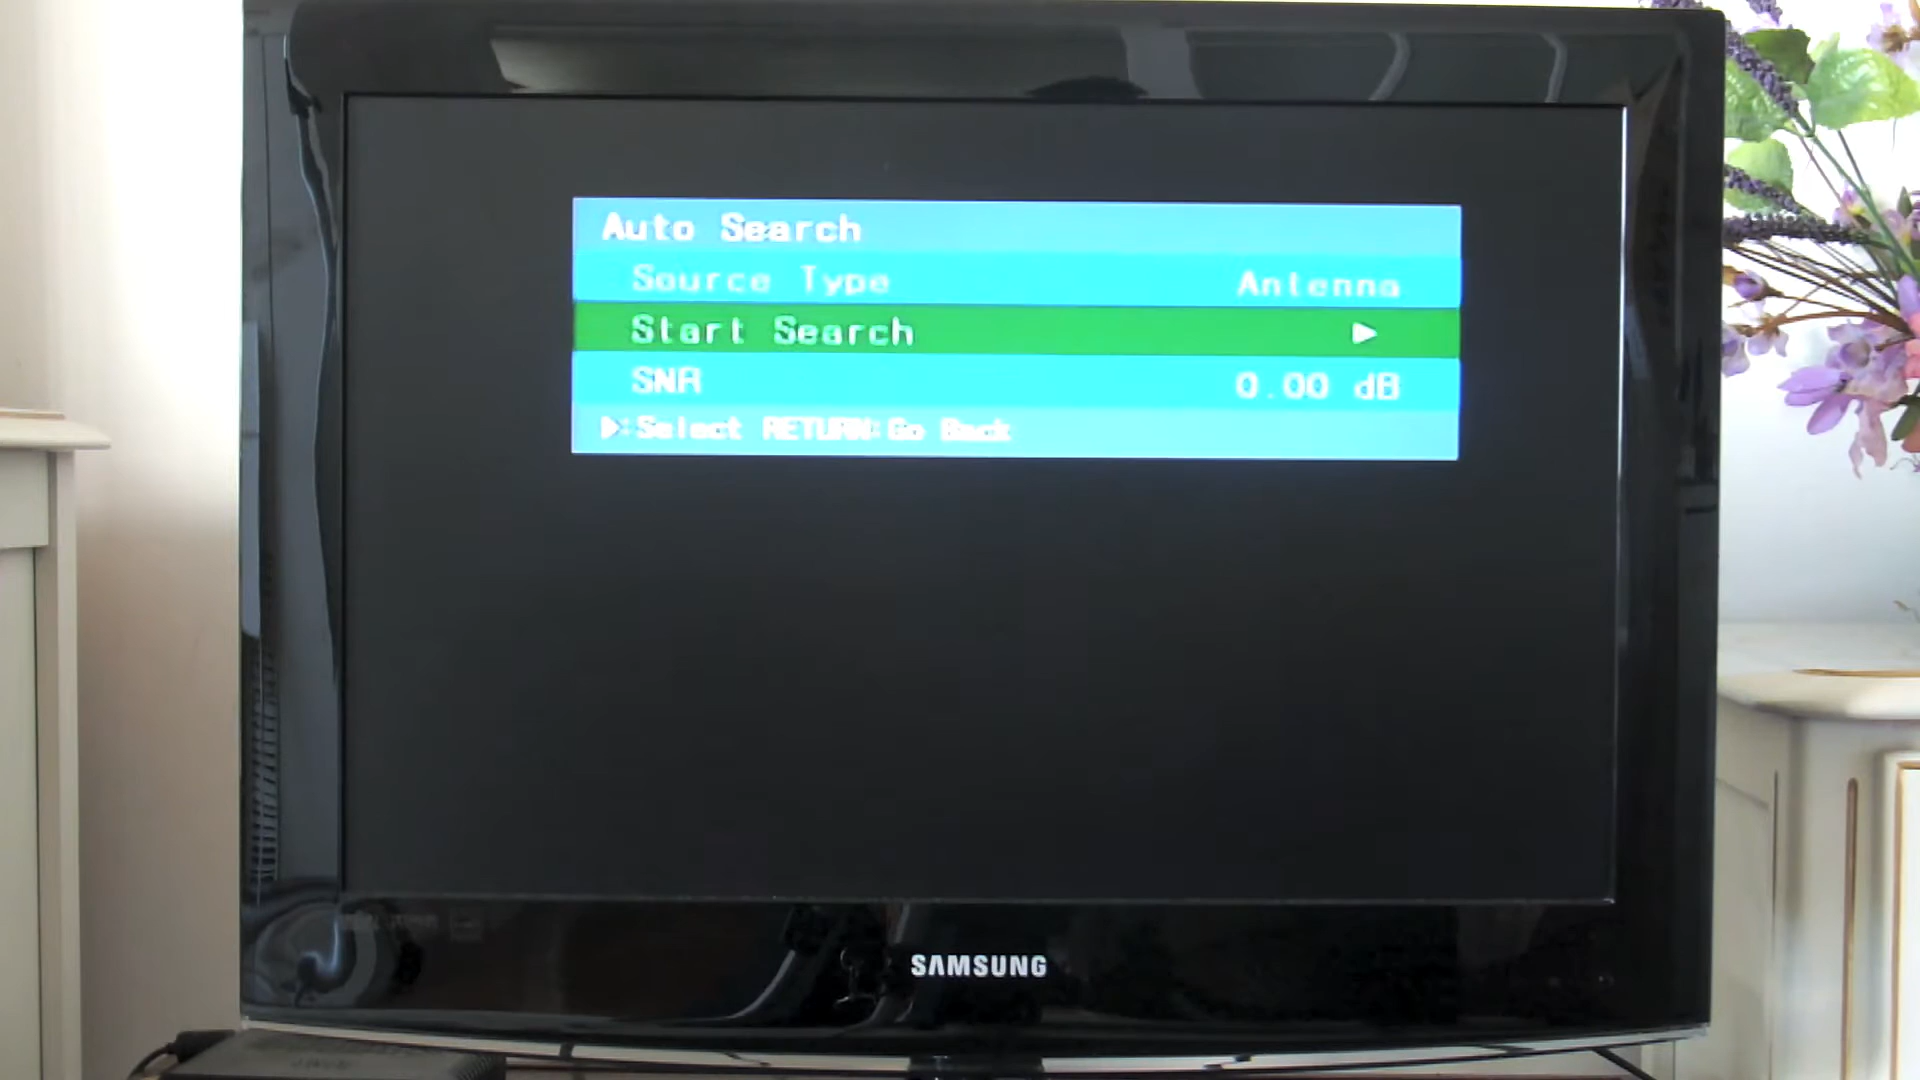 Auto Search
Source Type Antenna
Start Search ▶
SNR 0.00 dB
▶:Select RETURN:Go Back
SAMSUNG